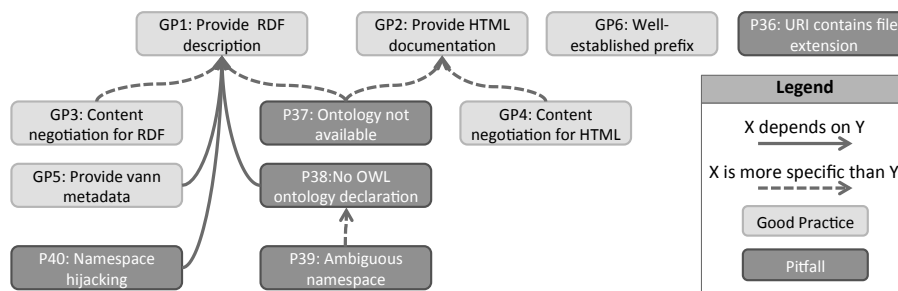 GP1: Provide RDF
description
GP2: Provide HTML
documentation
GP6: Well-
established prefix
P36: URI contains file
extension
GP3: Content
negotiation for RDF
P37: Ontology not
available
GP4: Content
negotiation for HTML
GP5: Provide vann
metadata
P38:No OWL
ontology declaration
P40: Namespace
hijacking
P39: Ambiguous
namespace
Legend
X depends on Y
X is more specific than Y
Good Practice
Pitfall